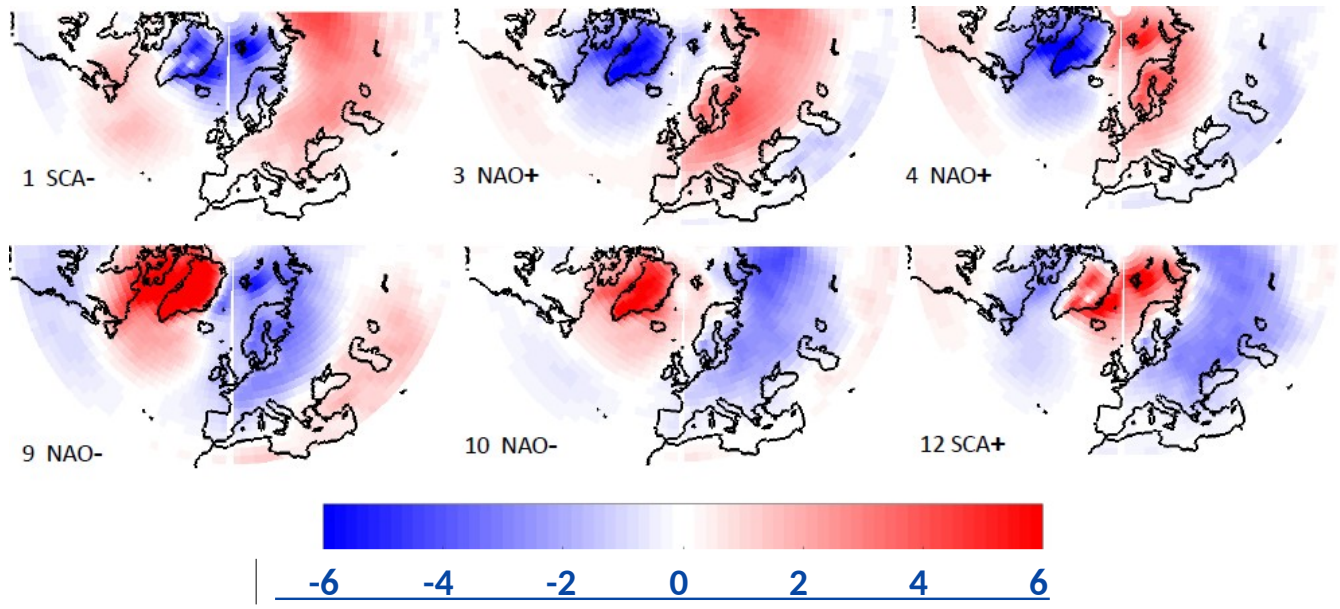 1 SCA-
3 NAO+
4 NAO+
9 NAO-
10 NAO-
12 SCA+
-6 -4 -2 0 2 4 6